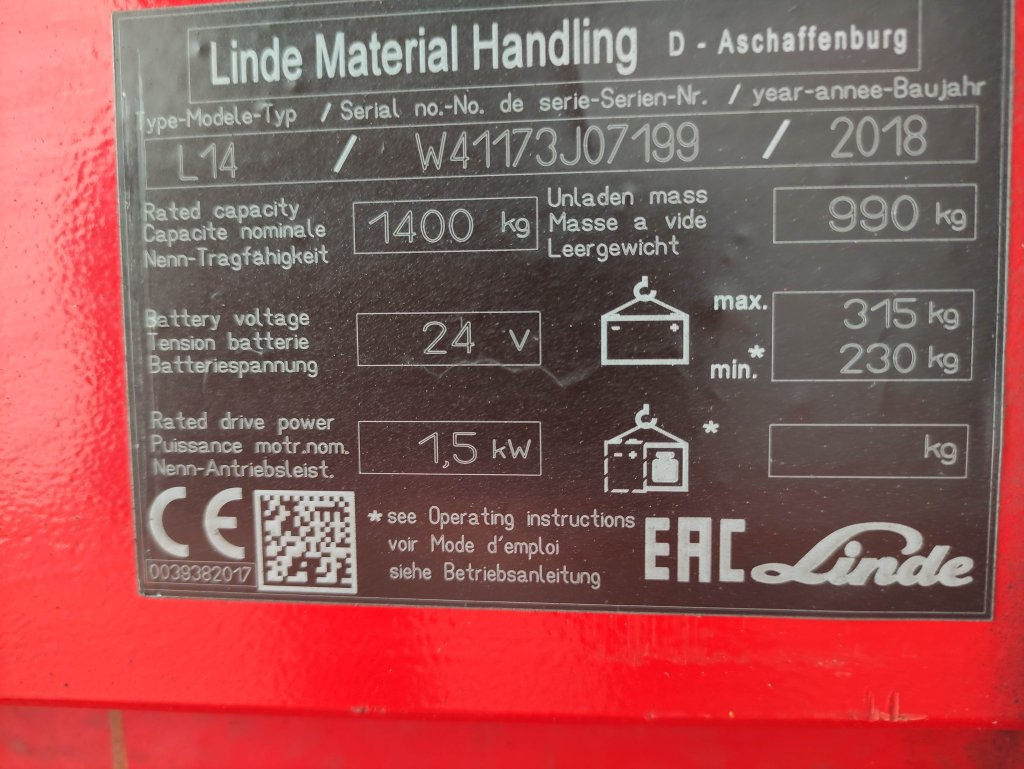 Linde Material Handling D - Aschaffenburg
Type-Modele-Typ / Serial no.-No. de serie-Serien-Nr. / year-annee-Baujahr
L14 / W41173J07199 / 2018
Rated capacity
Capacite nominale
Nenn-Tragfähigkeit
1400 kg
Unladen mass
Masse a vide
Leergewicht
990 kg
Battery voltage
Tension batterie
Batteriespannung
24 V
- +
max. 315 kg
min.* 230 kg
Rated drive power
Puissance motr.nom.
Nenn-Antriebsleist.
1,5 kW
- +
* kg
CE
0039382017
* see Operating instructions
voir Mode d'emploi
siehe Betriebsanleitung
EAC
Linde